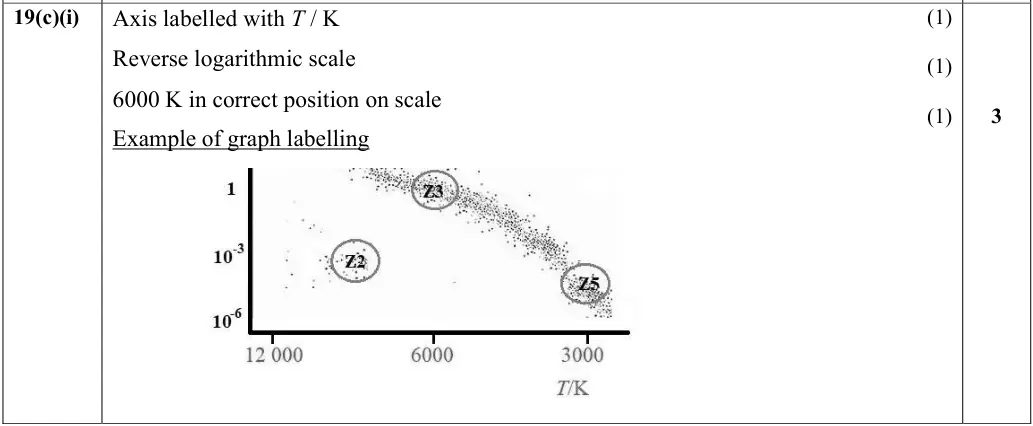 19(c)(i) Axis labelled with T / K (1)
Reverse logarithmic scale (1)
6000 K in correct position on scale (1) 3
Example of graph labelling
1 Z3
10⁻³ Z2
Z5
10⁻⁶
12 000 6000 3000
T/K